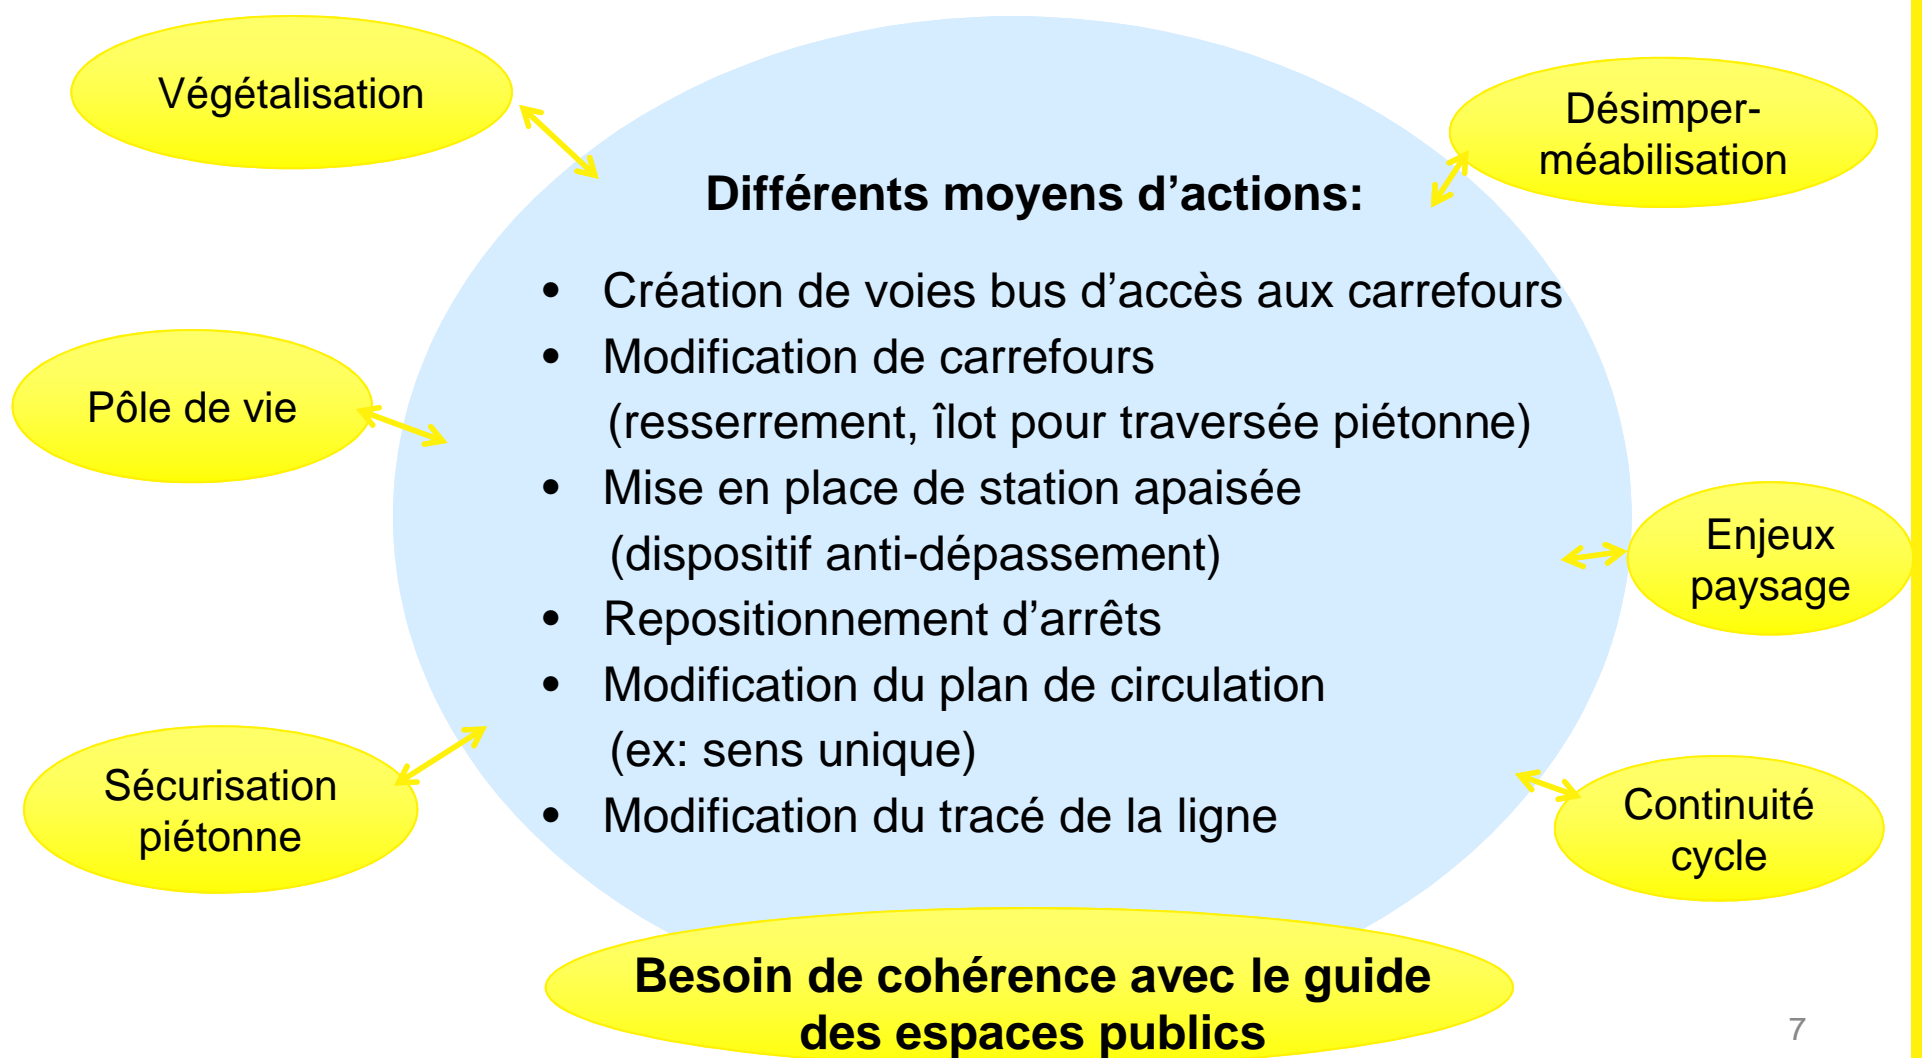 Végétalisation
Désimper-
méabilisation
Différents moyens d’actions:
• Création de voies bus d’accès aux carrefours
• Modification de carrefours
(resserrement, îlot pour traversée piétonne)
Pôle de vie
• Mise en place de station apaisée
(dispositif anti-dépassement)
Enjeux
paysage
• Repositionnement d’arrêts
• Modification du plan de circulation
(ex: sens unique)
Sécurisation
piétonne
• Modification du tracé de la ligne
Continuité
cycle
Besoin de cohérence avec le guide
des espaces publics
7